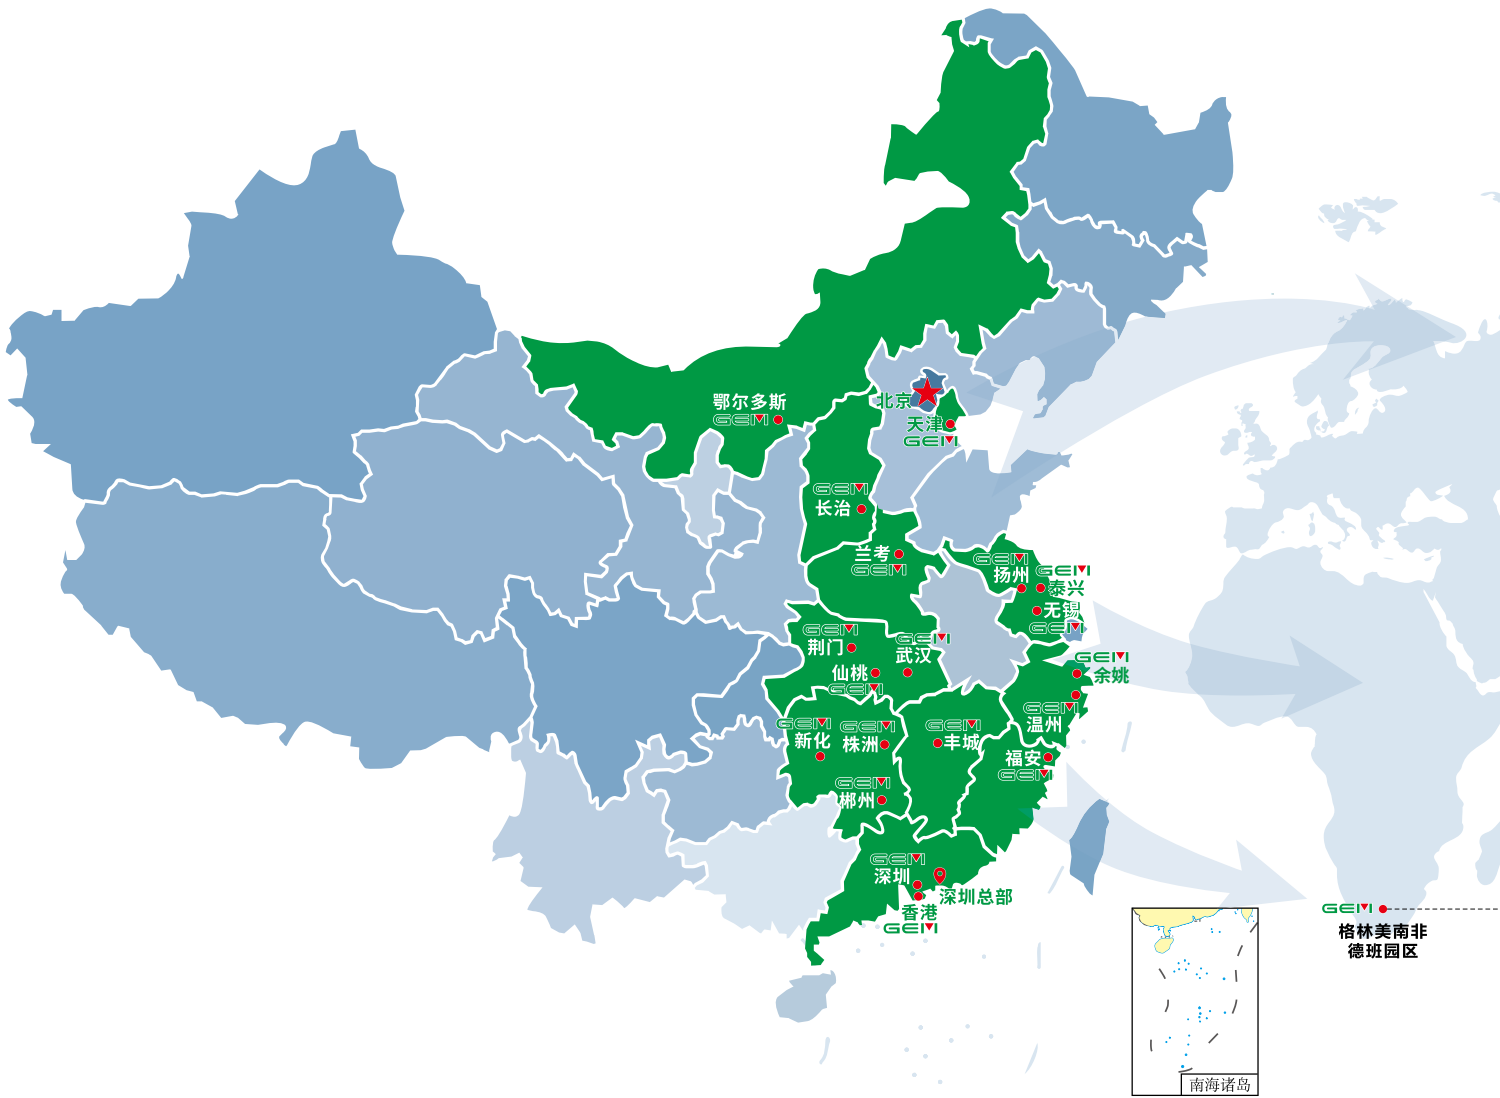 鄂尔多斯
GEM
北京
天津
GEM
GEM
长治
兰考
GEM
GEM
扬州
GEM
泰兴
无锡
GEM
GEM
荆门
GEM
武汉
仙桃
GEM
GEM
余姚
GEM
温州
GEM
新化
GEM
株洲
GEM
丰城
福安
GEM
GEM
郴州
GEM
深圳
深圳总部
香港
GEM
GEM
格林美南非
德班园区
南海诸岛